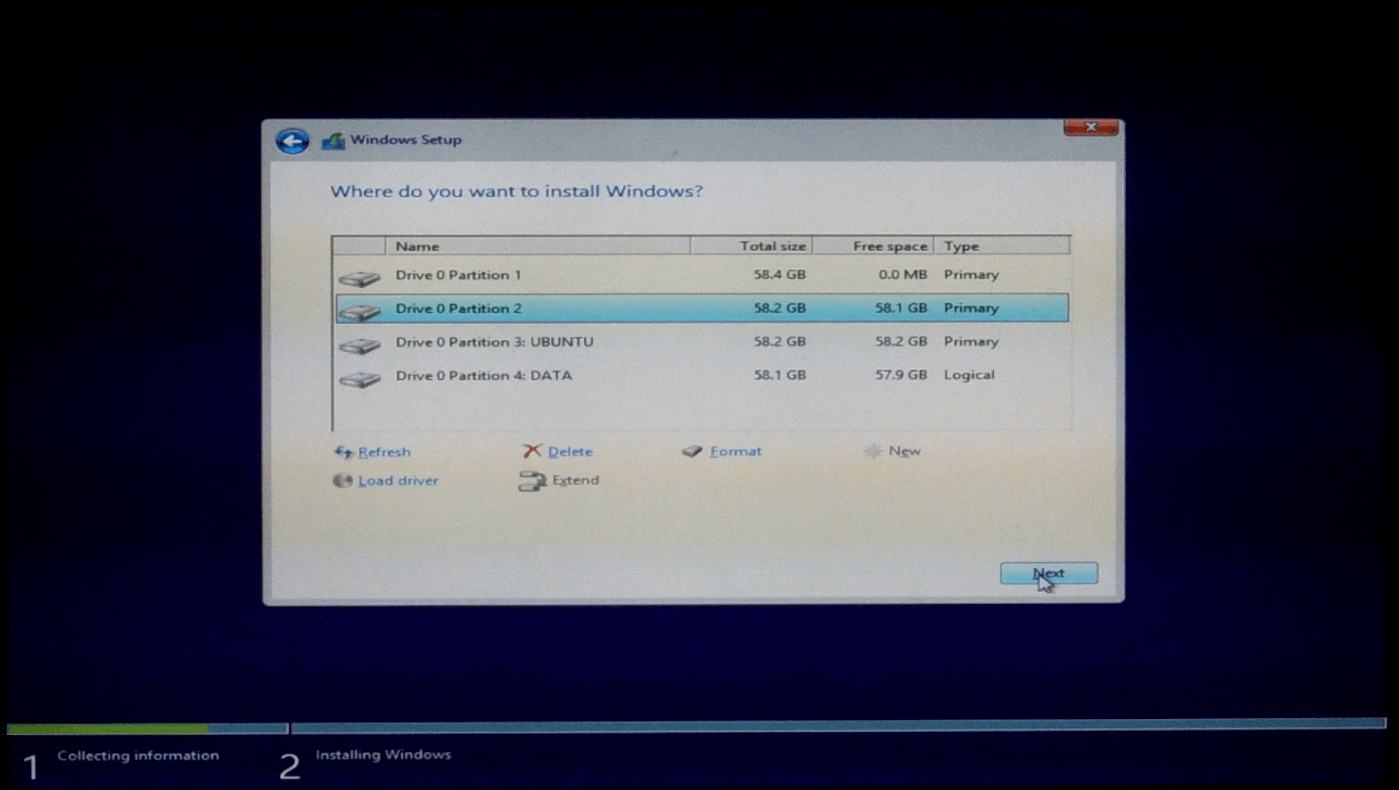 Windows Setup
Where do you want to install Windows?
Name Total size Free space Type
Drive 0 Partition 1 58.4 GB 0.0 MB Primary
Drive 0 Partition 2 58.2 GB 58.1 GB Primary
Drive 0 Partition 3: UBUNTU 58.2 GB 58.2 GB Primary
Drive 0 Partition 4: DATA 58.1 GB 57.9 GB Logical
Refresh Delete Format New
Load driver Extend
Next
1 Collecting information 2 Installing Windows